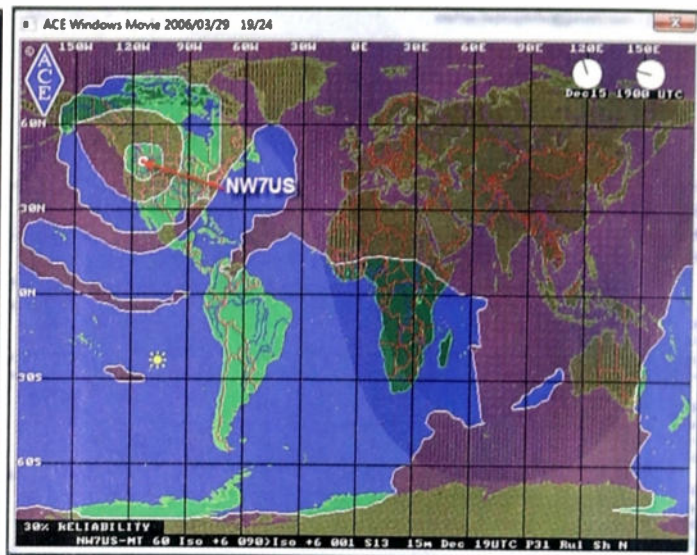 ACE Windows Movie 2006/03/29 19/24
© 150W 120W 90W 60W 30W 0E 30E 60E 90E 120E 150E
ACE
Dec15 1900 UTC
60N
NW7US
30N
0N
30S
60S
30% RELIABILITY
NW7US-MT 60 Iso +6 090>Iso +6 001 S13 15m Dec 19UTC P31 Rul Sh N